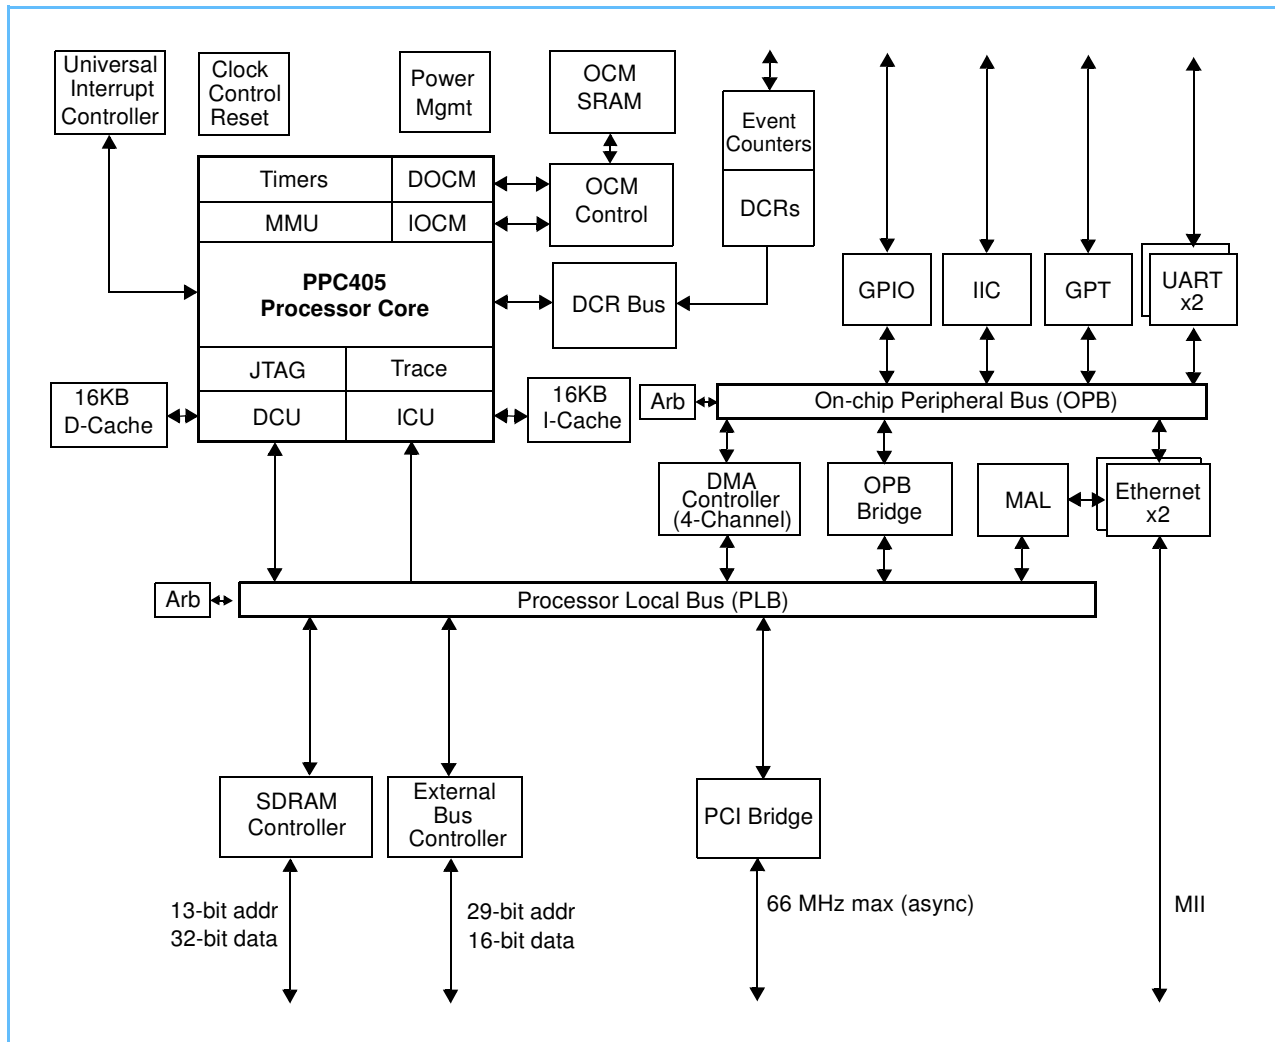 Universal
Interrupt
Controller
Clock
Control
Reset
Power
Mgmt
OCM
SRAM
Event
Counters
DCRs
Timers
DOCM
MMU
IOCM
OCM
Control
PPC405
Processor Core
DCR Bus
GPIO
IIC
GPT
UART
x2
JTAG
Trace
DCU
ICU
16KB
D-Cache
16KB
I-Cache
Arb
On-chip Peripheral Bus (OPB)
DMA
Controller
(4-Channel)
OPB
Bridge
MAL
Ethernet
x2
Arb
Processor Local Bus (PLB)
SDRAM
Controller
External
Bus
Controller
PCI Bridge
13-bit addr
32-bit data
29-bit addr
16-bit data
66 MHz max (async)
MII